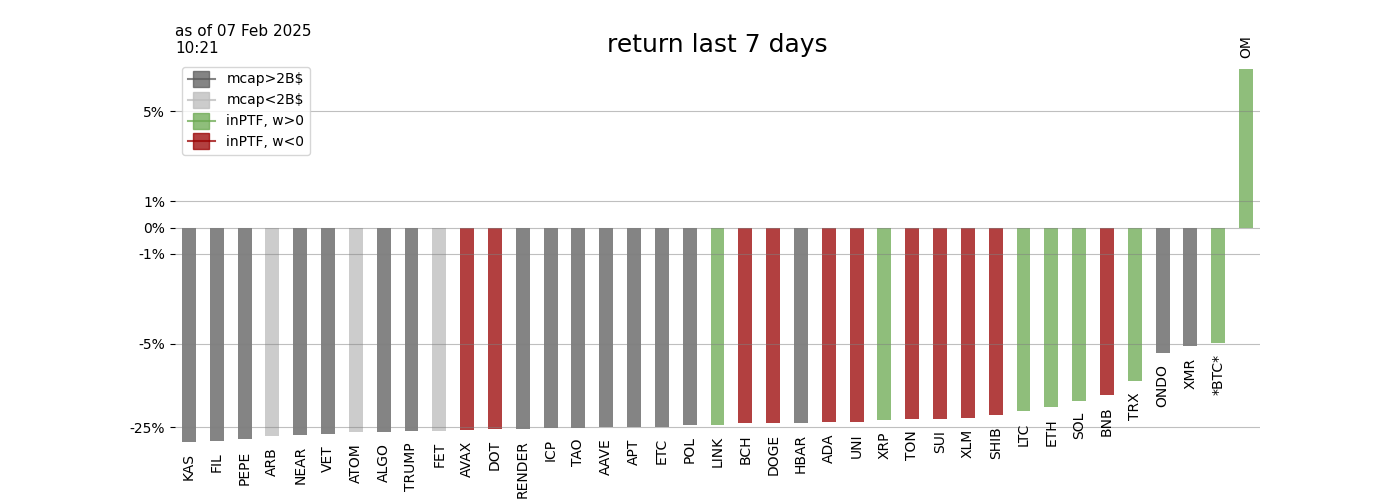 as of 07 Feb 2025
10:21
return last 7 days
OM
mcap>2B$
mcap<2B$
inPTF, w>0
inPTF, w<0
5%
1%
0%
-1%
-5%
-25%
KAS
FIL
PEPE
ARB
NEAR
VET
ATOM
ALGO
TRUMP
FET
AVAX
DOT
RENDER
ICP
TAO
AAVE
APT
ETC
POL
LINK
BCH
DOGE
HBAR
ADA
UNI
XRP
TON
SUI
XLM
SHIB
LTC
ETH
SOL
BNB
TRX
ONDO
XMR
*BTC*